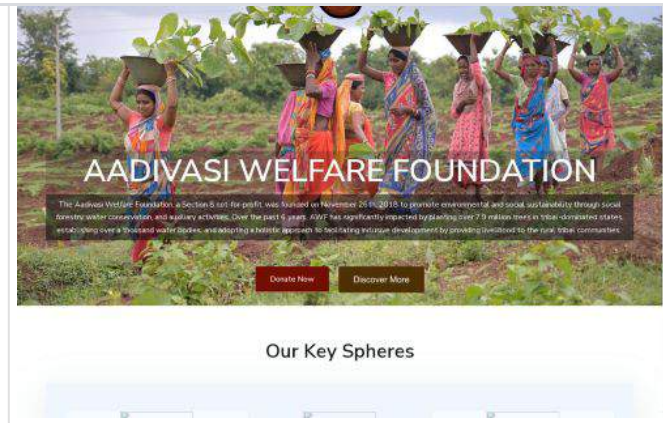 AADIVASI WELFARE FOUNDATION
The Aadivasi Welfare Foundation, a Section 8 not-for-profit, was founded on November 26th, 2018 to promote environmental and social sustainability through social
forestry, water conservation, and auxiliary activities. Over the past 6 years, AWF has significantly impacted by planting over 7.9 million trees in tribal-dominated states,
establishing over a thousand water bodies, and adopting a holistic approach to facilitating inclusive development by providing livelihood to the rural tribal communities.
Donate Now
Discover More
Our Key Spheres